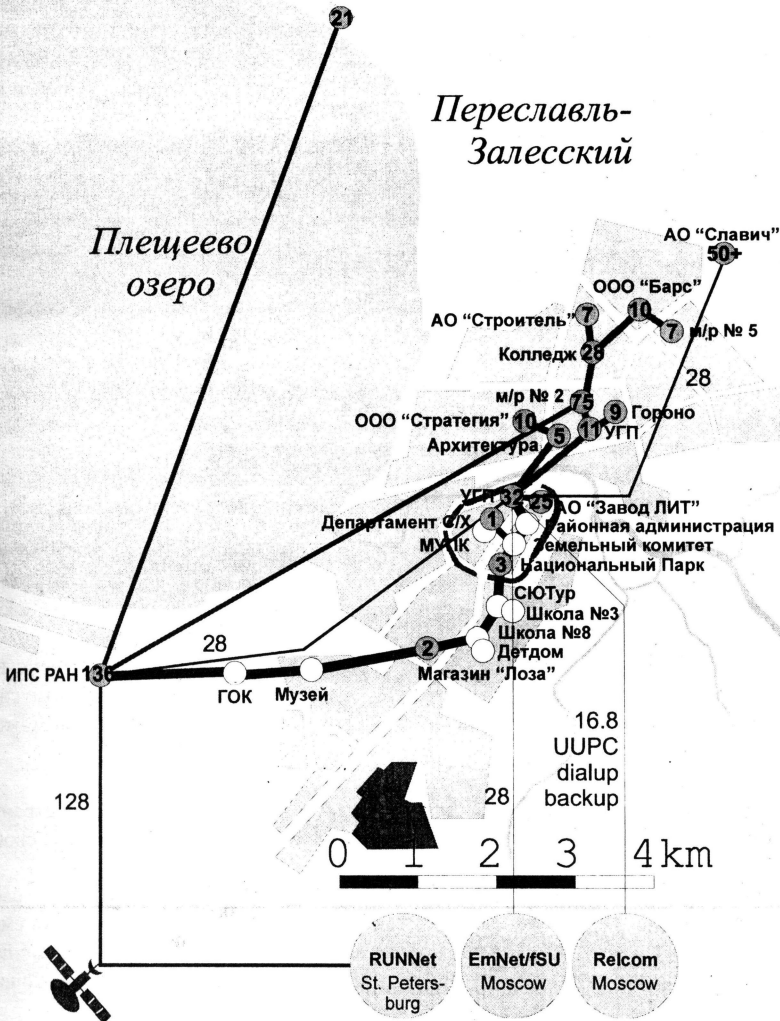 21
Переславль-
Залесский
Плещеево
озеро
АО “Славич”
50+
ООО “Барс”
10
АО “Строитель”
7
7
м/р № 5
Колледж
28
28
м/р № 2
75
9
Гороно
ООО “Стратегия”
10
11
УГП
Архитектура
5
УГП
32
25
АО “Завод ЛИТ”
Департамент С/Х
1
Районная администрация
МУПК
Земельный комитет
3
Национальный Парк
СЮТур
Школа №3
28
Школа №8
2
Детдом
ИПС РАН
136
Магазин “Лоза”
ГОК
Музей
16.8
UUPC
dialup
backup
128
28
0 1 2 3 4 km
RUNNet
St. Peters-
burg
EmNet/fSU
Moscow
Relcom
Moscow